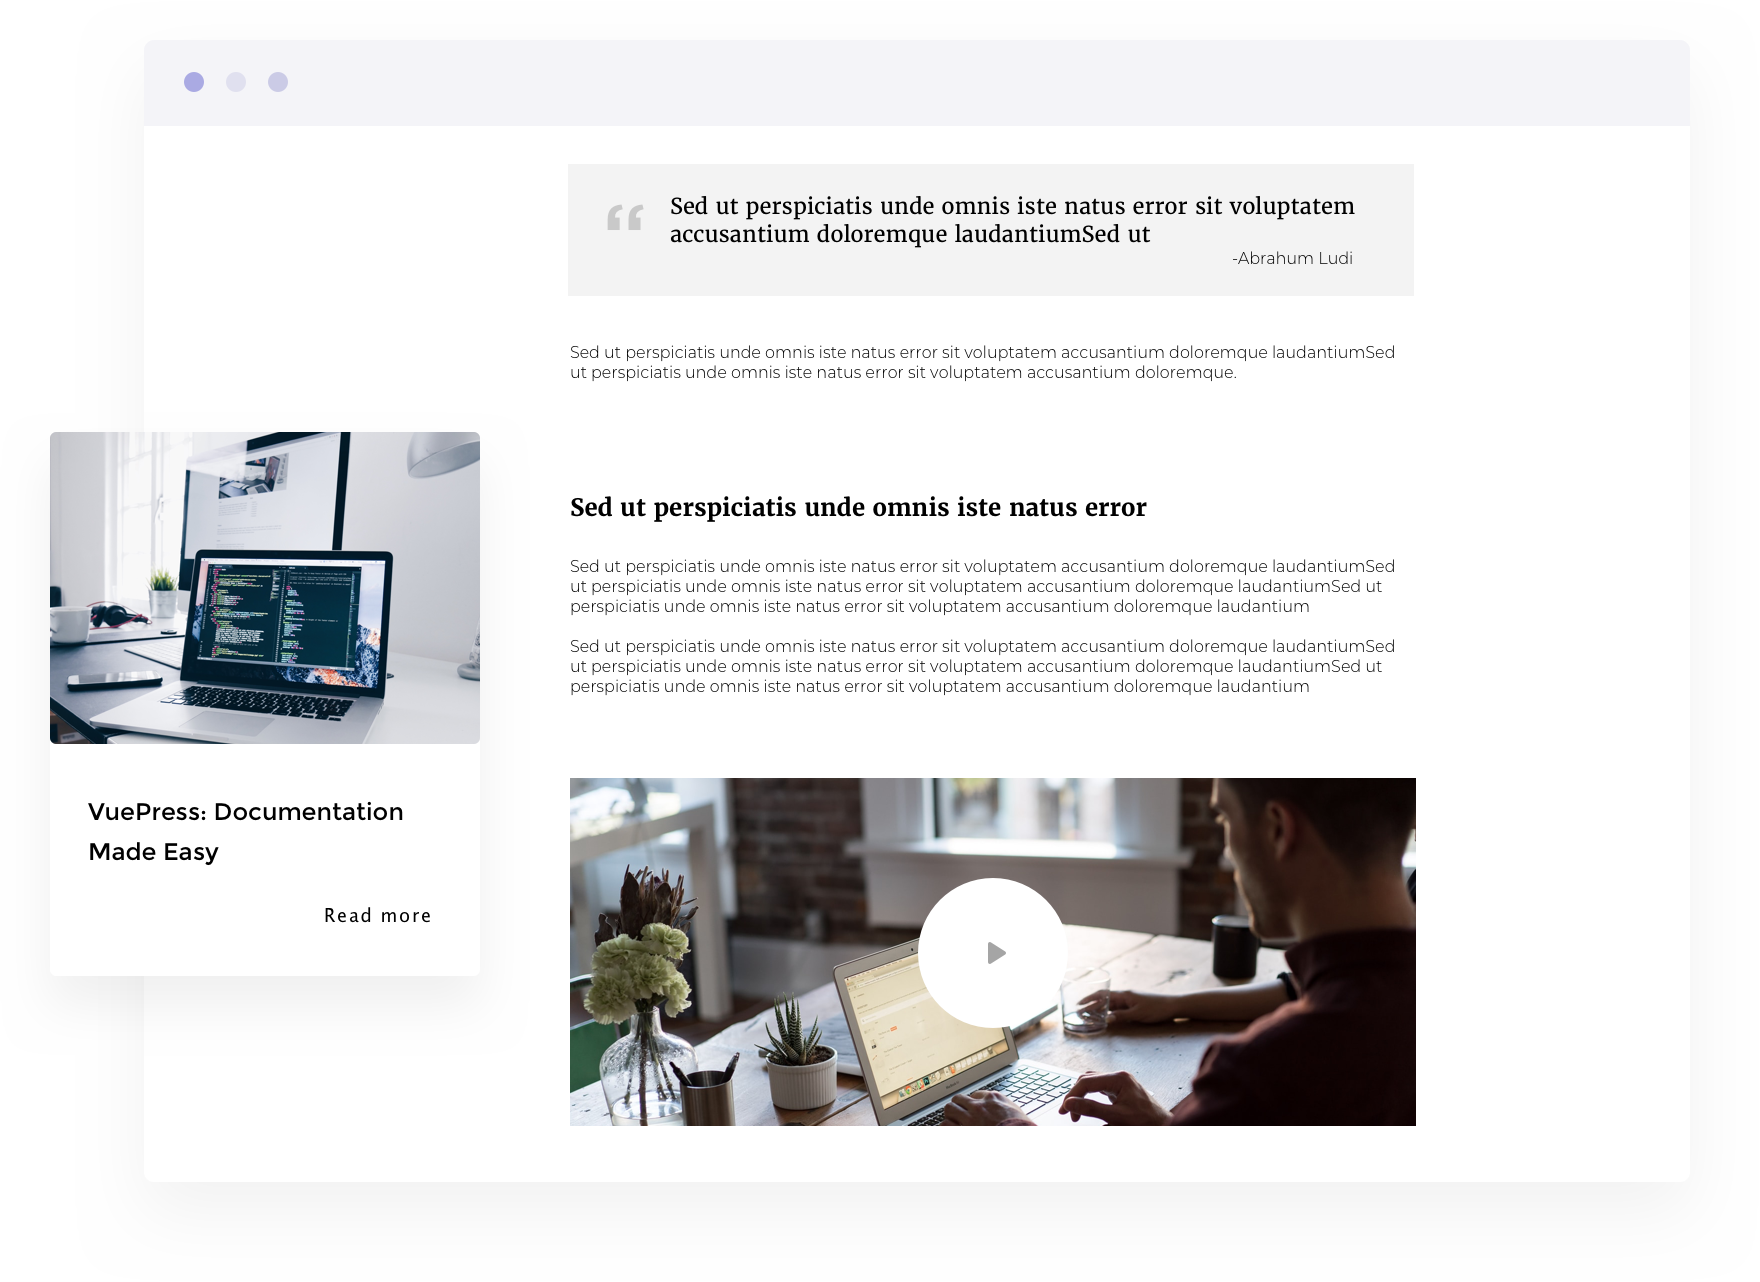 Sed ut perspiciatis unde omnis iste natus error sit voluptatem
accusantium doloremque laudantiumSed ut
-Abrahum Ludi
Sed ut perspiciatis unde omnis iste natus error sit voluptatem accusantium doloremque laudantiumSed
ut perspiciatis unde omnis iste natus error sit voluptatem accusantium doloremque.
Sed ut perspiciatis unde omnis iste natus error
Sed ut perspiciatis unde omnis iste natus error sit voluptatem accusantium doloremque laudantiumSed
ut perspiciatis unde omnis iste natus error sit voluptatem accusantium doloremque laudantiumSed ut
perspiciatis unde omnis iste natus error sit voluptatem accusantium doloremque laudantium
Sed ut perspiciatis unde omnis iste natus error sit voluptatem accusantium doloremque laudantiumSed
ut perspiciatis unde omnis iste natus error sit voluptatem accusantium doloremque laudantiumSed ut
perspiciatis unde omnis iste natus error sit voluptatem accusantium doloremque laudantium
VuePress: Documentation
Made Easy
Read more